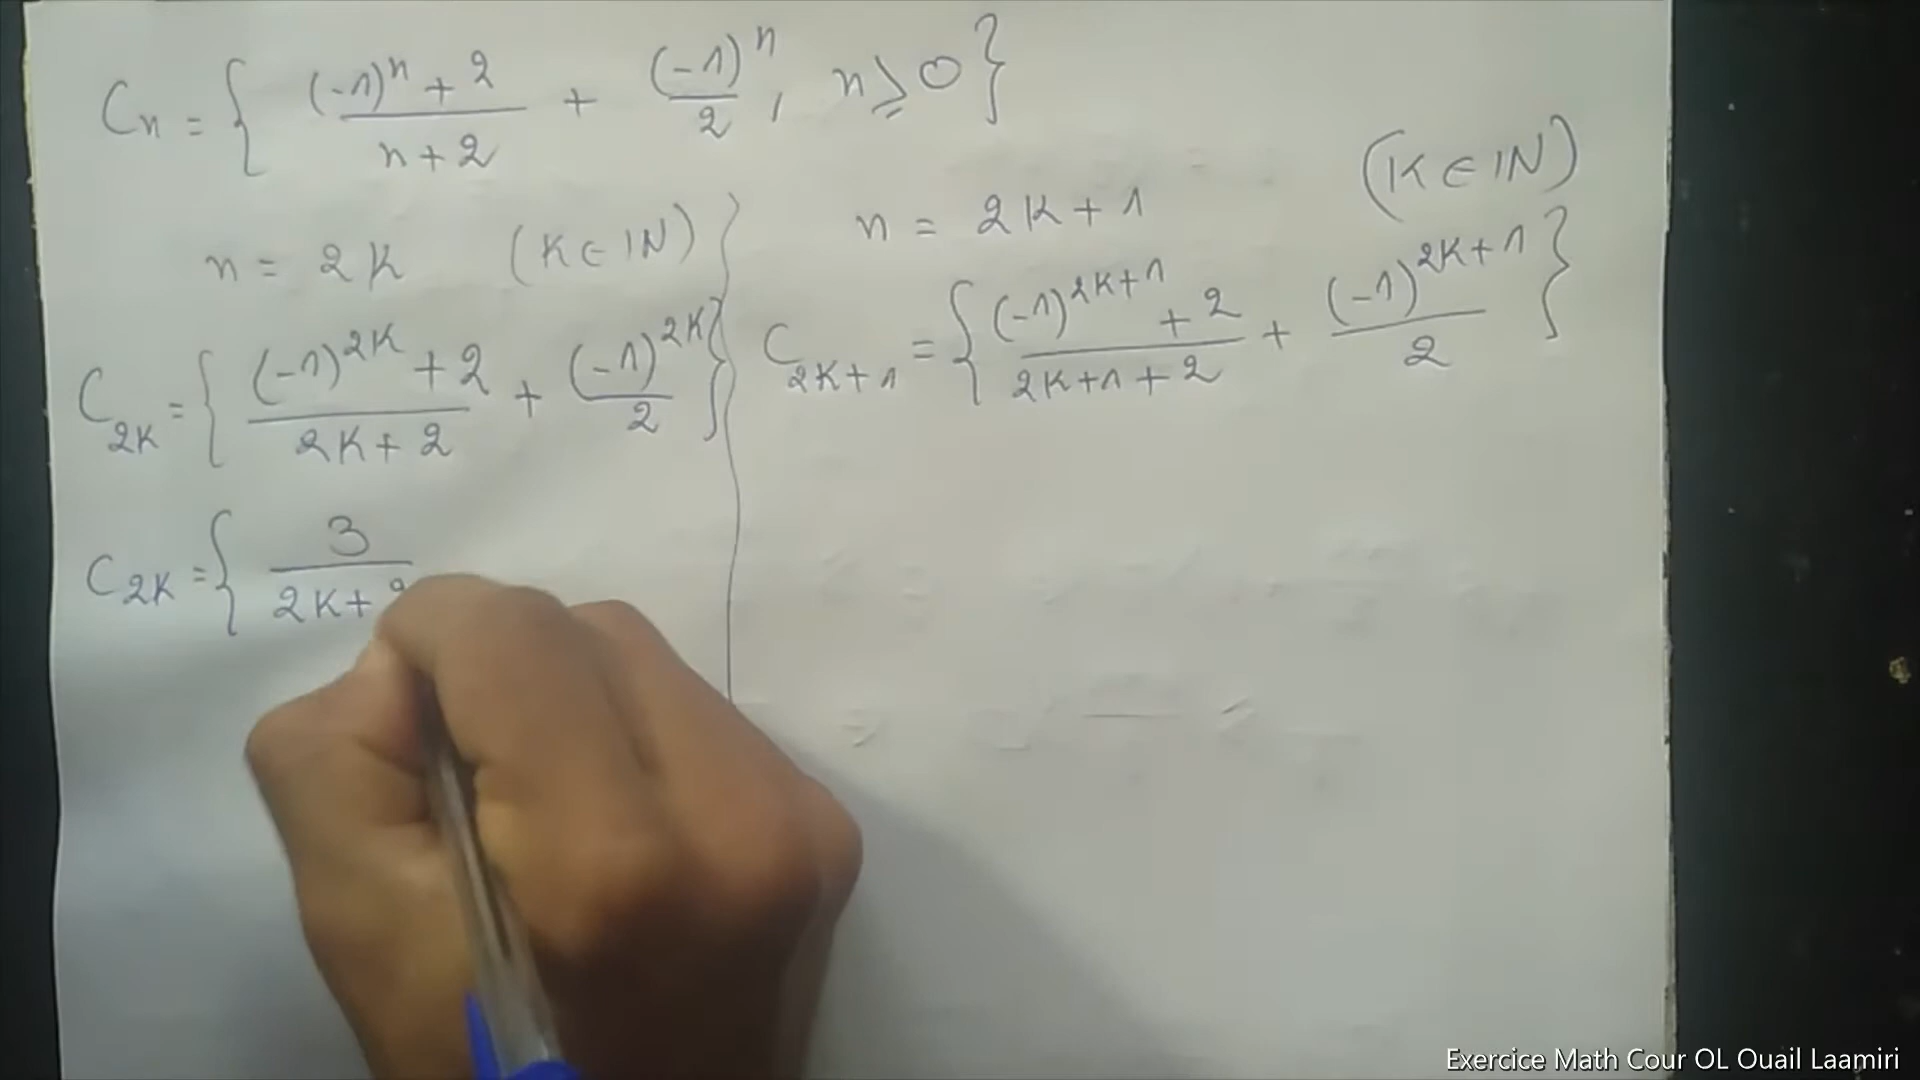 Cn = { (-1)^n + 2 / n + 2 + (-1)^n / 2 , n ⩾ 0 }
n = 2K (K ∈ IN)
C2K = { (-1)^2K + 2 / 2K + 2 + (-1)^2K / 2 }
C2K = { 3 / 2K +
n = 2K + 1 (K ∈ IN)
C2K+1 = { (-1)^2K+1 + 2 / 2K+1 + 2 + (-1)^2K+1 / 2 }
Exercice Math Cour OL Ouail Laamiri